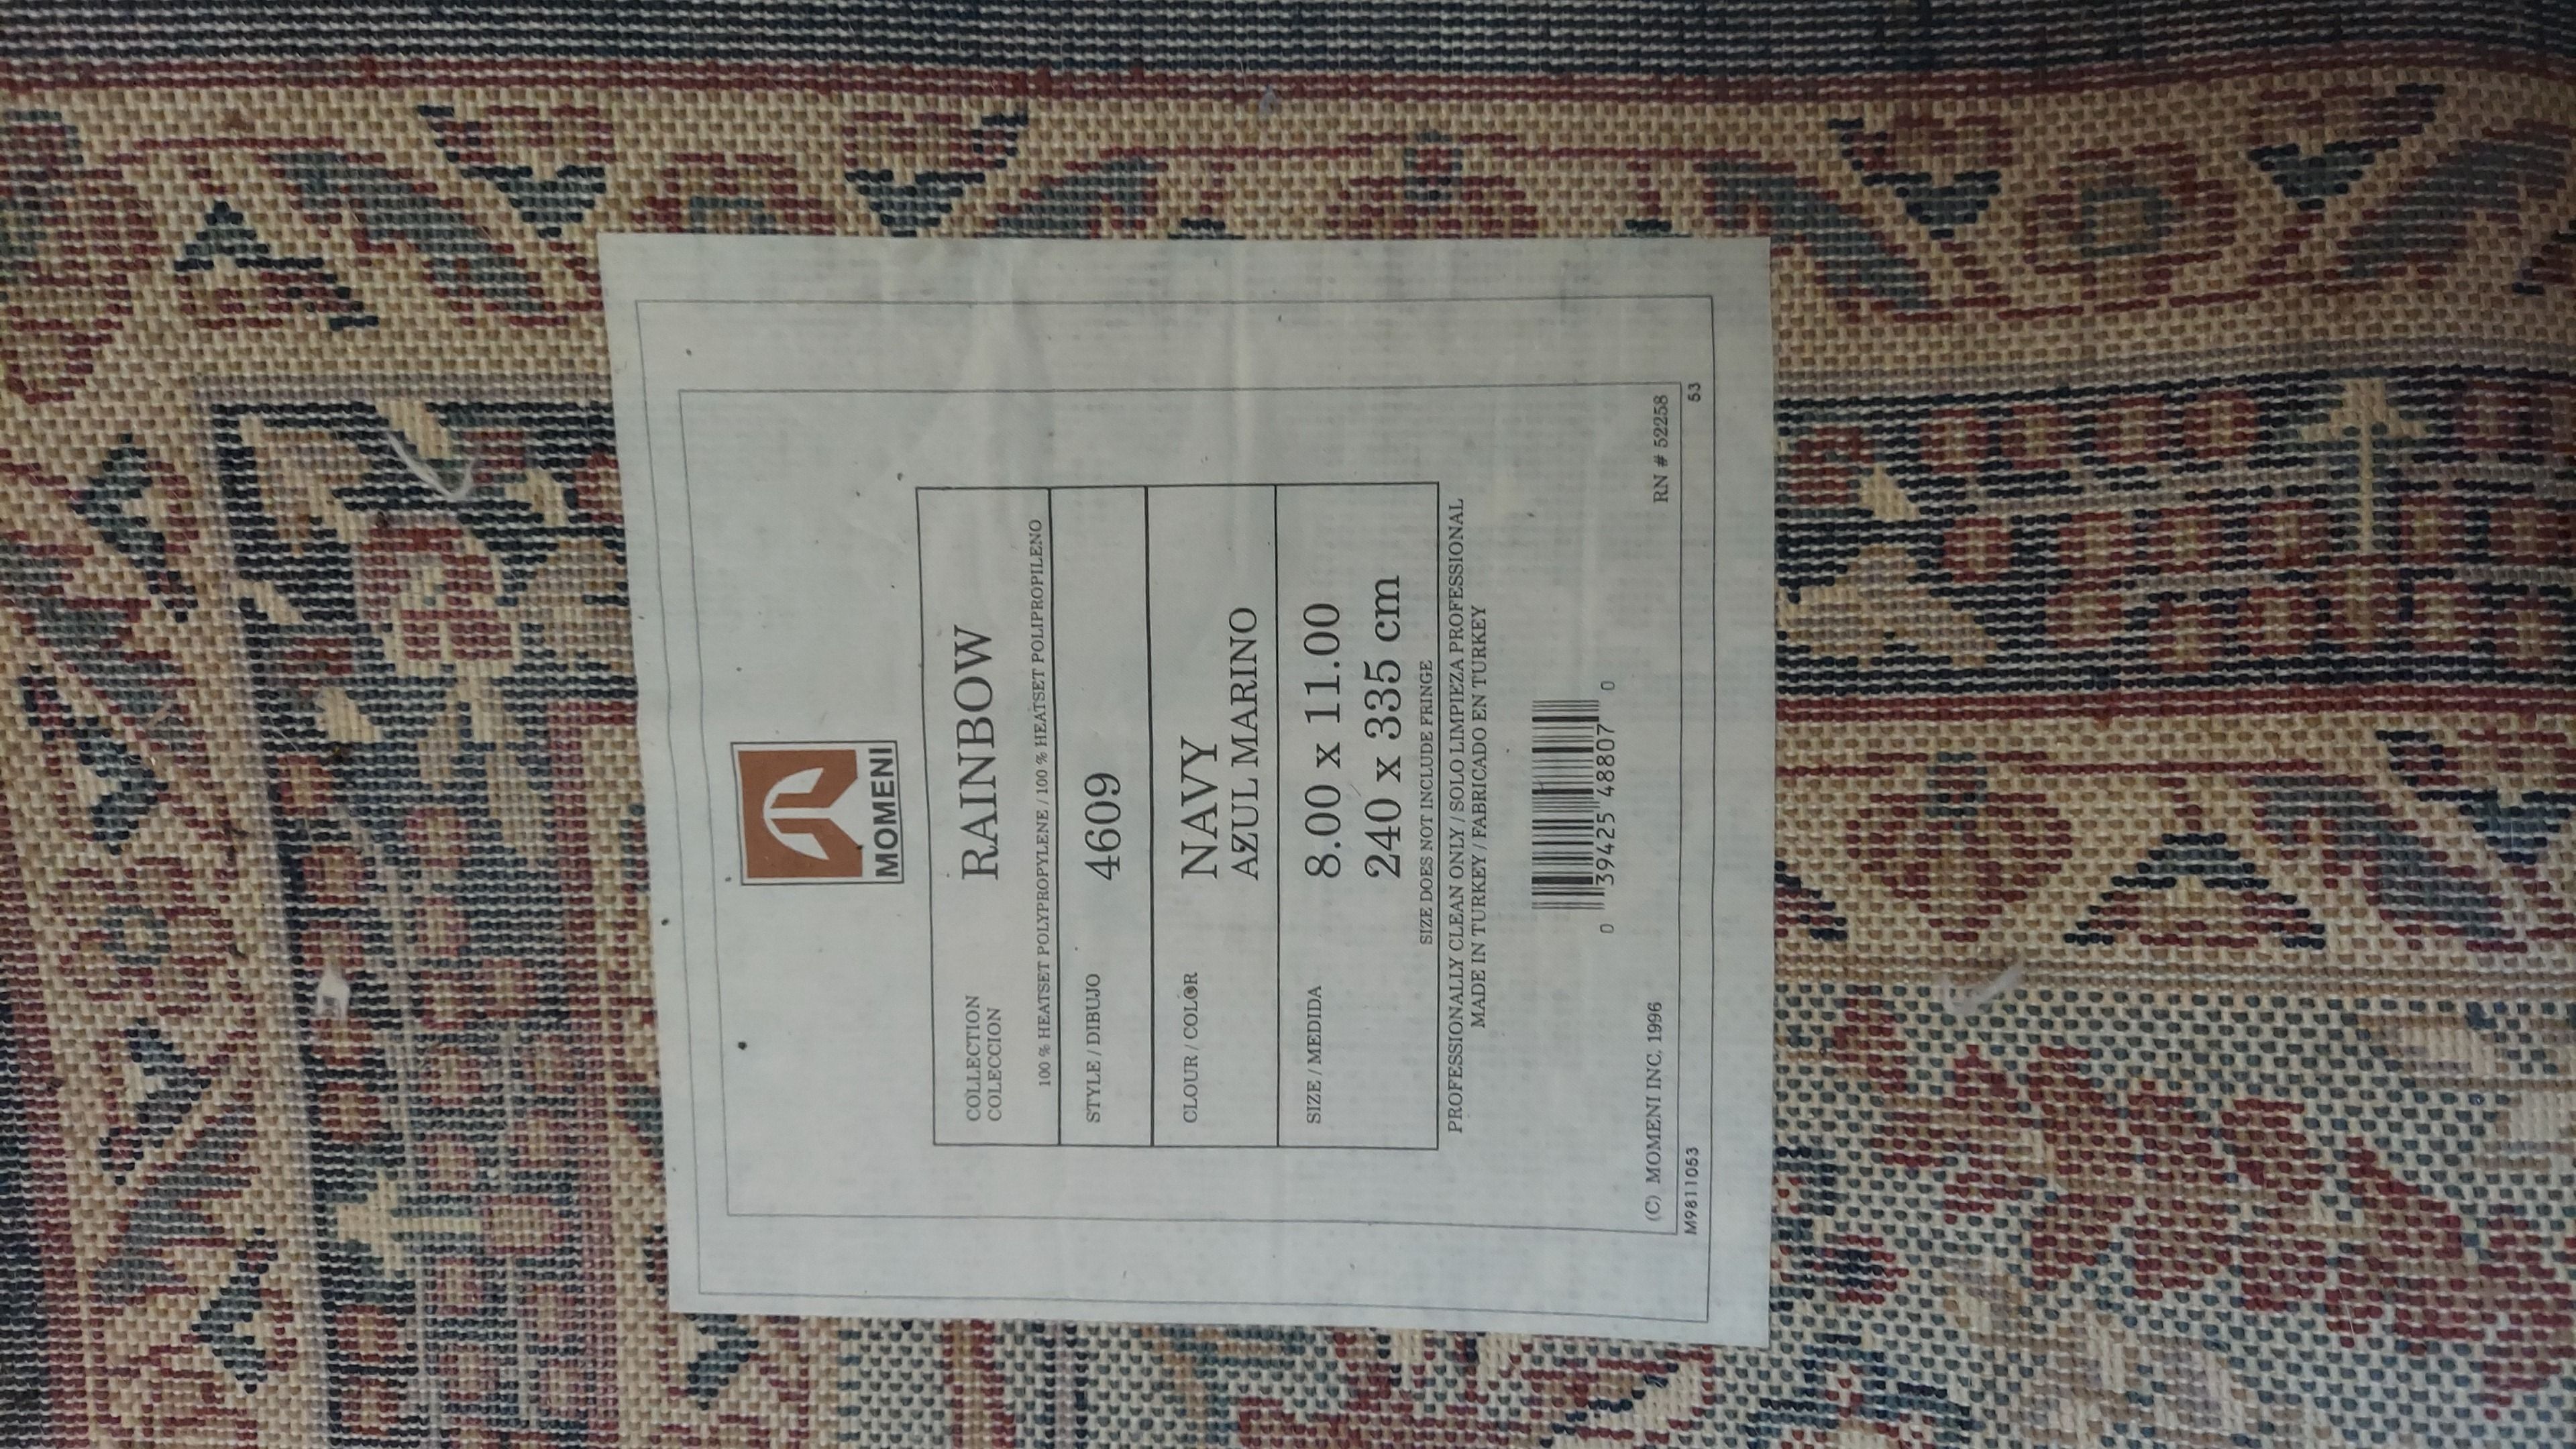 MOMENI
COLLECTION RAINBOW
COLECCION
100 % HEATSET POLYPROPYLENE / 100 % HEATSET POLIPROPILENO
STYLE / DIBUJO 4609
CLOUR / COLOR NAVY
AZUL MARINO
SIZE / MEDIDA 8.00 x 11.00
240 x 335 cm
SIZE DOES NOT INCLUDE FRINGE
PROFESSIONALLY CLEAN ONLY / SOLO LIMPIEZA PROFESSIONAL
MADE IN TURKEY / FABRICADO EN TURKEY
0 39425 48807 0
(C) MOMENI INC. 1996 RN # 52258
M9811053 53